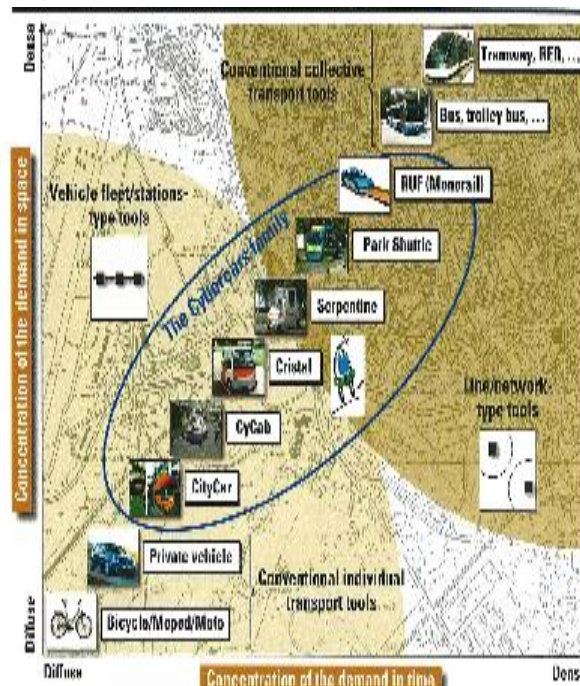 Dense
Conventional collective
transport tools
Tramway, RER, ...
Bus, trolley bus, ...
RUF (Monorail)
Vehicle fleet/stations-
type tools
The Cybercars family
Park Shuttle
Serpentine
Cristal
Line/network-
type tools
CyCab
CityCar
Private vehicle
Conventional individual
transport tools
Bicycle/Moped/Moto
Concentration of the demand in space
Diffuse
Diffuse
Concentration of the demand in time
Dens